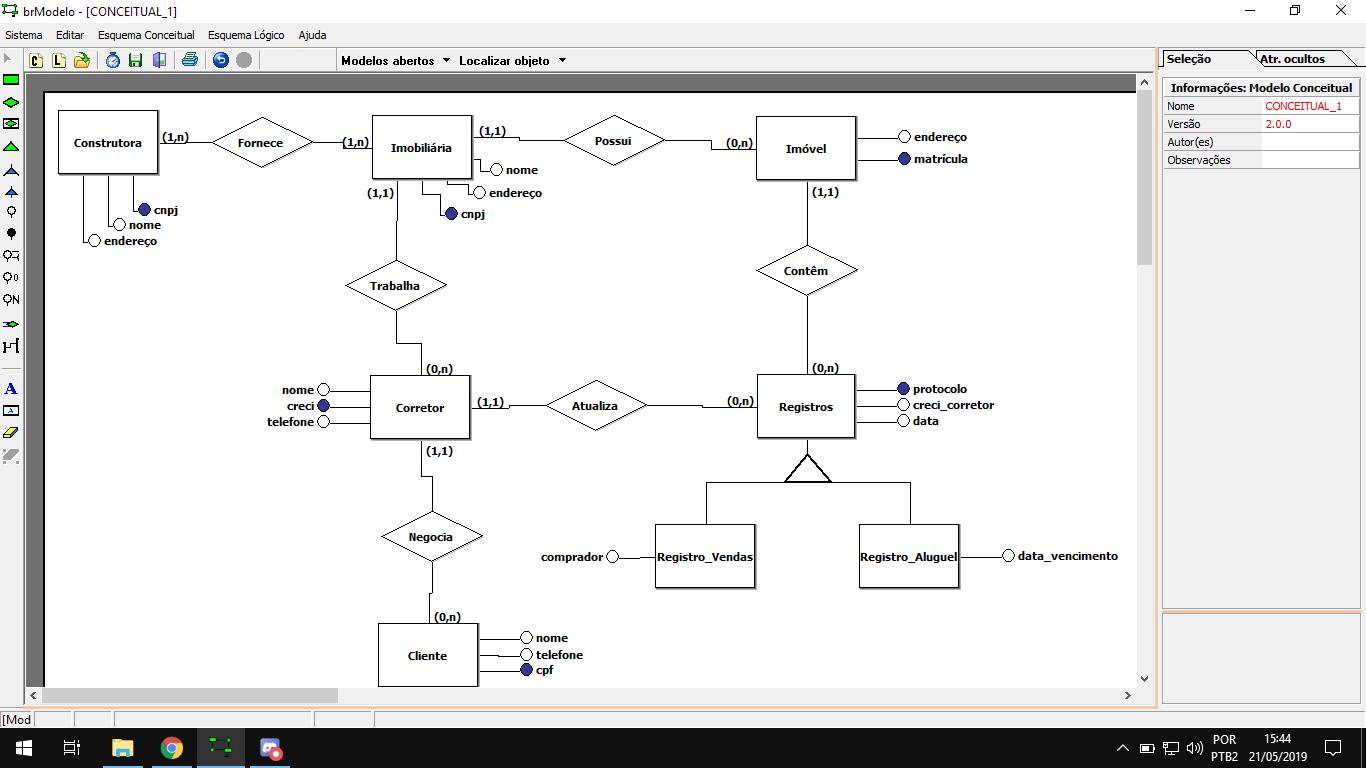 brModelo - [CONCEITUAL_1]
Sistema Editar Esquema Conceitual Esquema Lógico Ajuda
C L Modelos abertos Localizar objeto
Seleção Atr. ocultos
Informações: Modelo Conceitual
Nome CONCEITUAL_1
Versão 2.0.0
Autor(es)
Observações
Construtora (1,n) Fornece (1,n) Imobiliária (1,1) Possui (0,n) Imóvel
endereço
matrícula
nome
endereço
cnpj
(1,1)
(1,1)
cnpj
nome
endereço
Trabalha
Contêm
(0,n)
(0,n)
nome
creci
telefone
Corretor (1,1) Atualiza (0,n) Registros
protocolo
creci_corretor
data
(1,1)
Negocia
comprador Registro_Vendas Registro_Aluguel data_vencimento
(0,n)
Cliente
nome
telefone
cpf
A
A
0
N
[Mod
POR
PTB2
15:44
21/05/2019